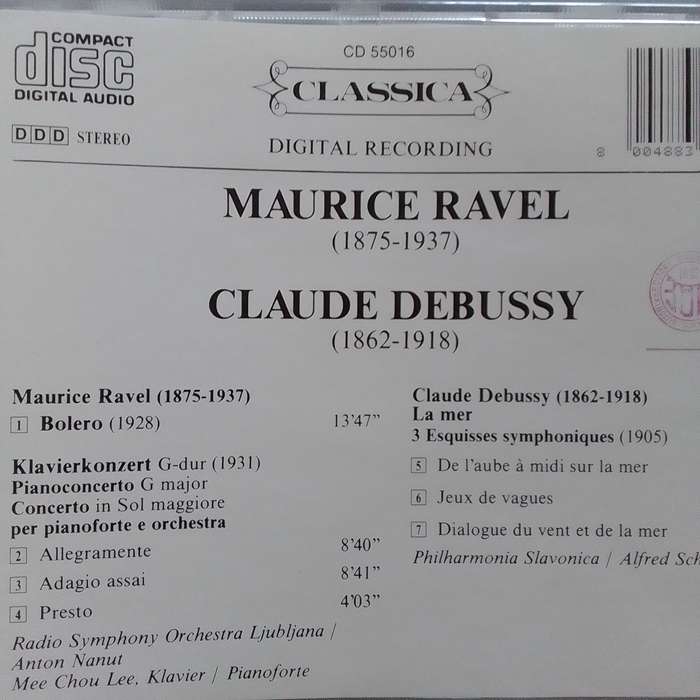 COMPACT
disc
DIGITAL AUDIO
DDD STEREO
CD 55016
CLASSICA
DIGITAL RECORDING
8 004883
MAURICE RAVEL
(1875-1937)
CLAUDE DEBUSSY
(1862-1918)
Maurice Ravel (1875-1937)
1 Bolero (1928) 13'47"
Klavierkonzert G-dur (1931)
Pianoconcerto G major
Concerto in Sol maggiore
per pianoforte e orchestra
2 Allegramente 8'40"
3 Adagio assai 8'41"
4 Presto 4'03"
Radio Symphony Orchestra Ljubljana /
Anton Nanut
Mee Chou Lee, Klavier / Pianoforte
Claude Debussy (1862-1918)
La mer
3 Esquisses symphoniques (1905)
5 De l'aube à midi sur la mer
6 Jeux de vagues
7 Dialogue du vent et de la mer
Philharmonia Slavonica / Alfred Sch